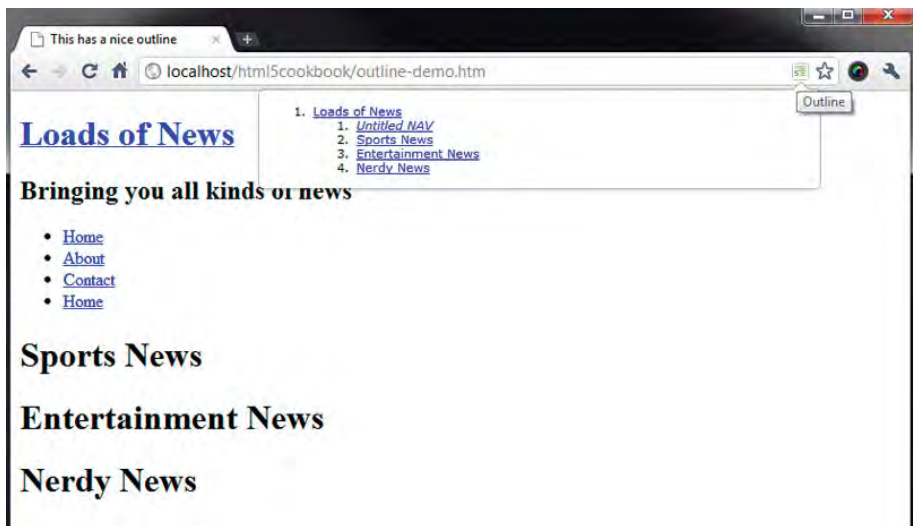 This has a nice outline
localhost/html5cookbook/outline-demo.htm
Outline
1. Loads of News
1. Untitled NAV
2. Sports News
3. Entertainment News
4. Nerdy News
Loads of News
Bringing you all kinds of news
• Home
• About
• Contact
• Home
Sports News
Entertainment News
Nerdy News